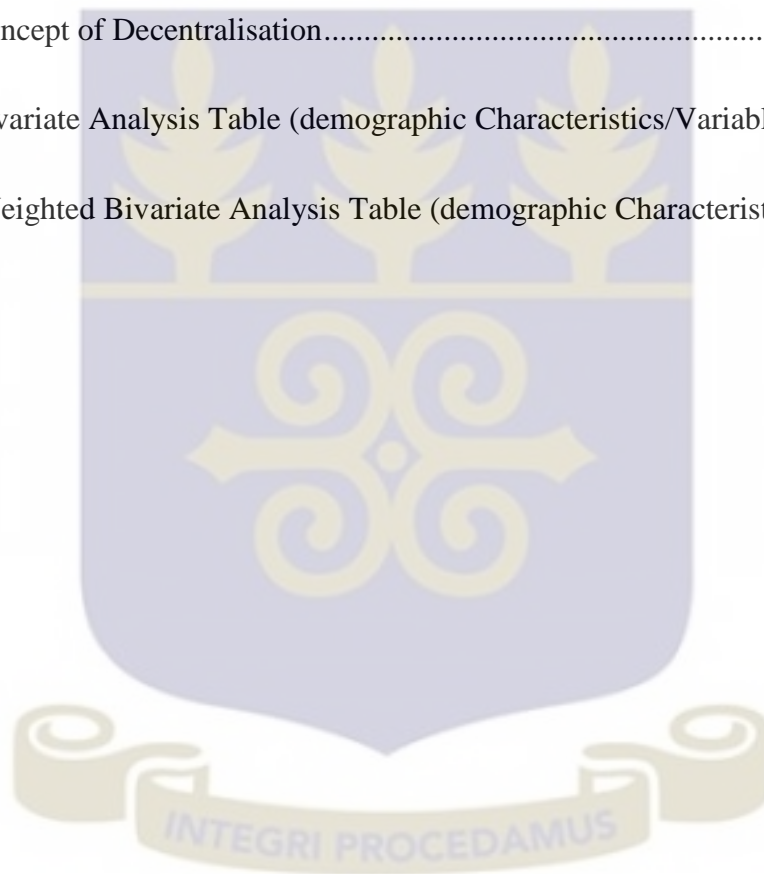 ncept of Decentralisation....................................................
variate Analysis Table (demographic Characteristics/Variabl
eighted Bivariate Analysis Table (demographic Characterist
INTEGRI PROCEDAMUS